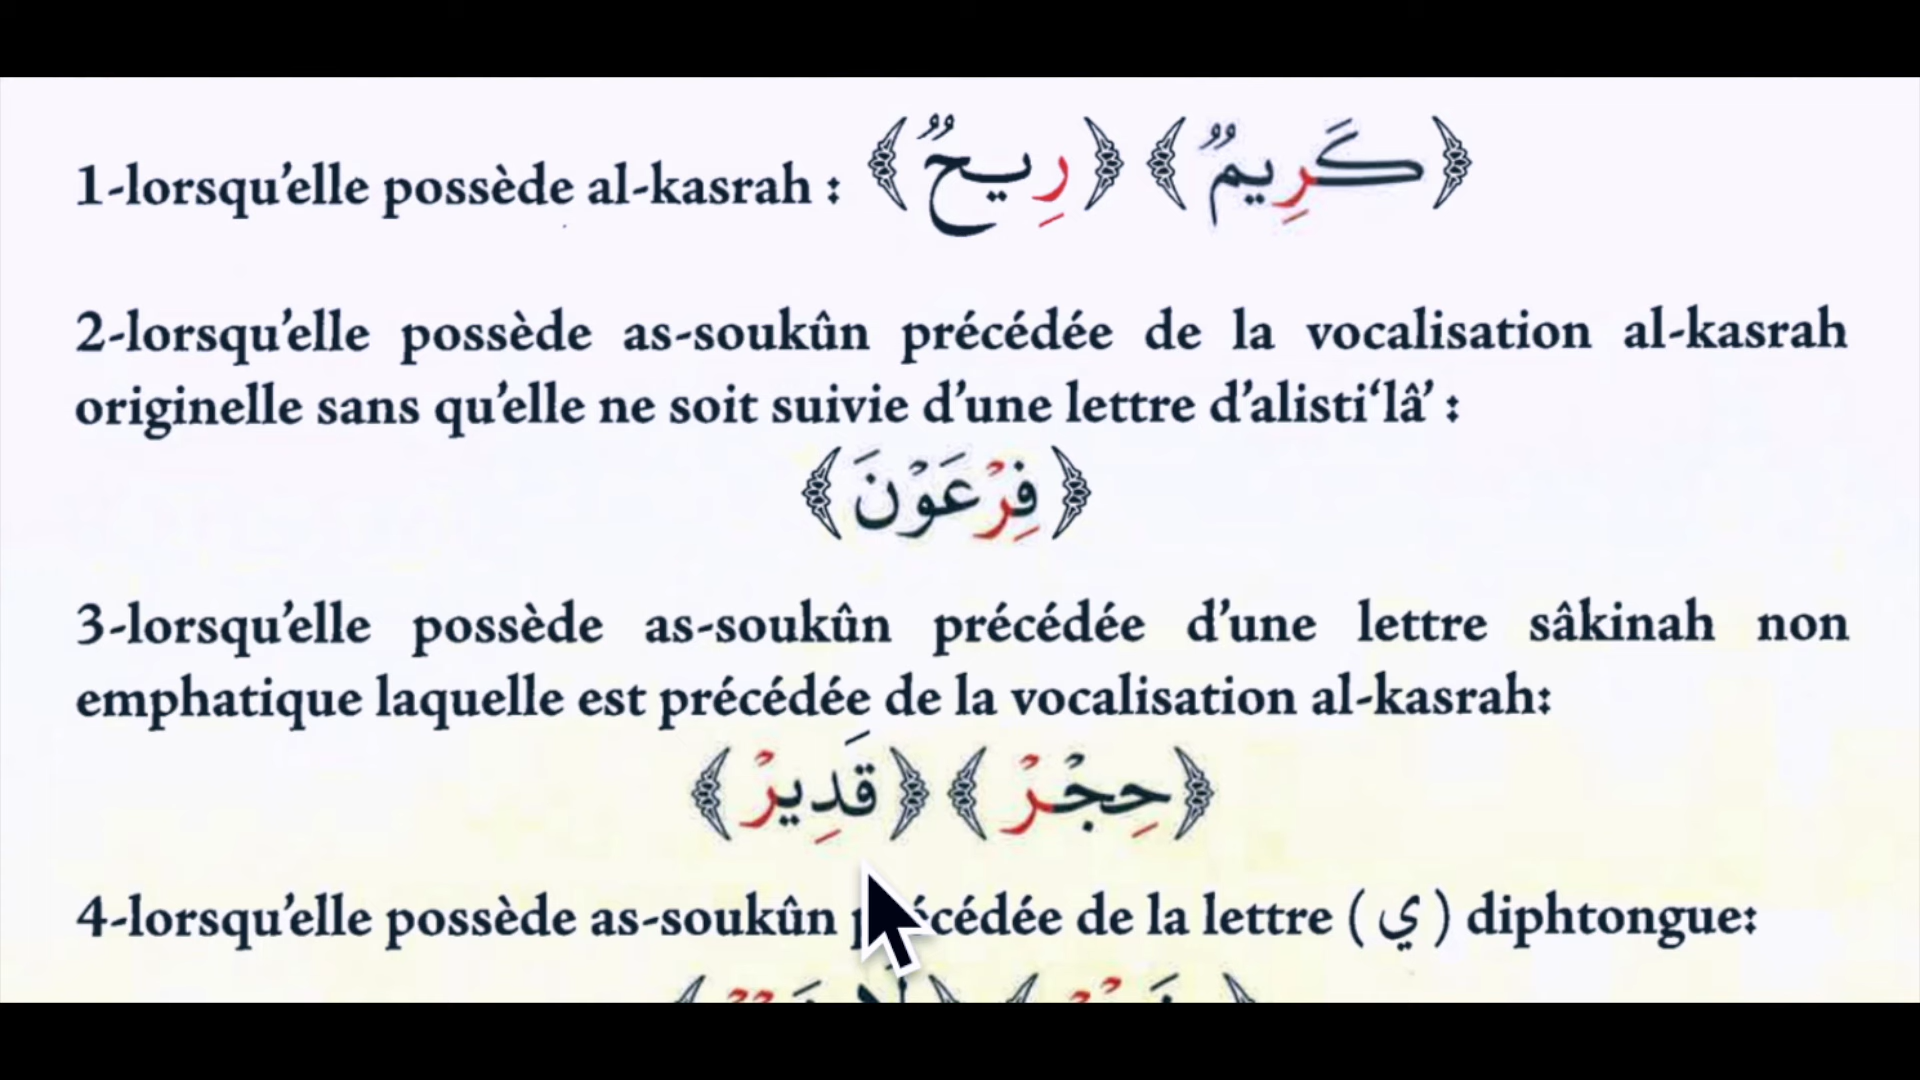 1-lorsqu’elle possède al-kasrah : ﴿رِيحٌ﴾ ﴿كَرِيمٌ﴾
2-lorsqu’elle possède as-soukûn précédée de la vocalisation al-kasrah
originelle sans qu’elle ne soit suivie d’une lettre d’alisti‘lâ’ :
﴿فِرْعَوْنَ﴾
3-lorsqu’elle possède as-soukûn précédée d’une lettre sâkinah non
emphatique laquelle est précédée de la vocalisation al-kasrah:
﴿حِجْرْ﴾ ﴿قَدِيرْ﴾
4-lorsqu’elle possède as-soukûn précédée de la lettre ( ي ) diphtongue: